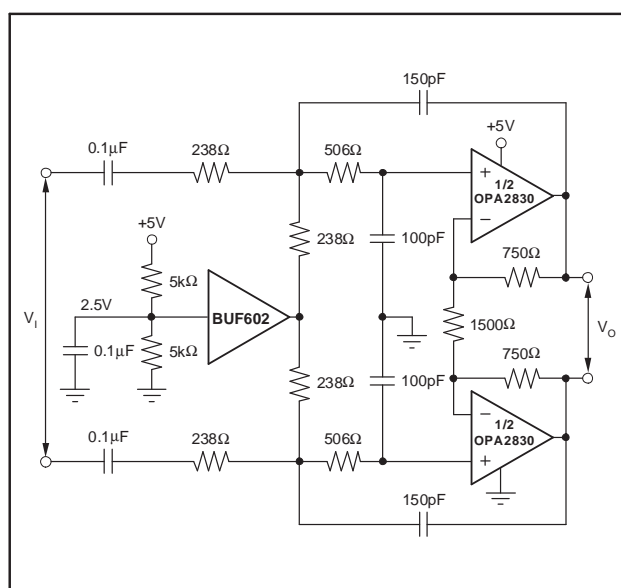 150pF
+5V
0.1µF
238Ω
506Ω
+
1/2
OPA2830
−
238Ω
100pF
750Ω
+5V
5kΩ
2.5V
BUF602
1500Ω
V_I
V_O
0.1µF
5kΩ
238Ω
100pF
750Ω
−
1/2
OPA2830
+
0.1µF
238Ω
506Ω
150pF